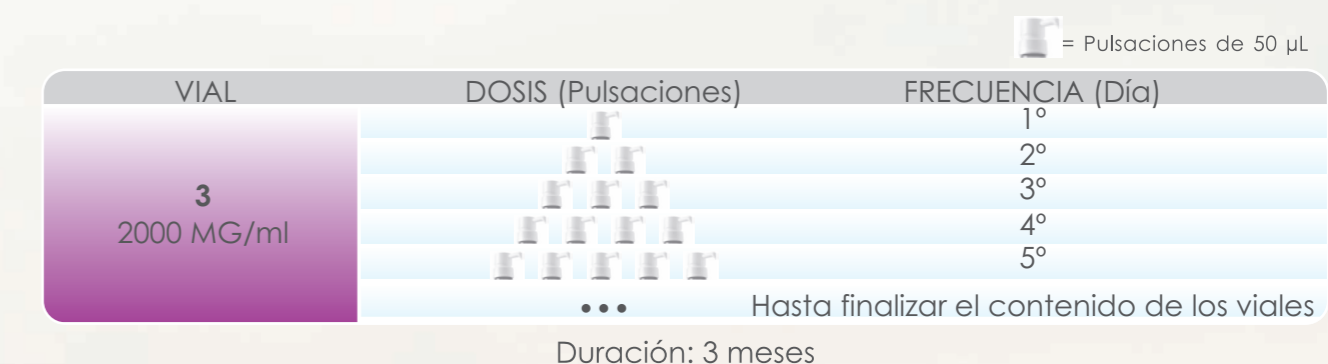 = Pulsaciones de 50 µL
VIAL DOSIS (Pulsaciones) FRECUENCIA (Día)
1º
2º
3
2000 MG/ml
3º
4º
5º
••• Hasta finalizar el contenido de los viales
Duración: 3 meses